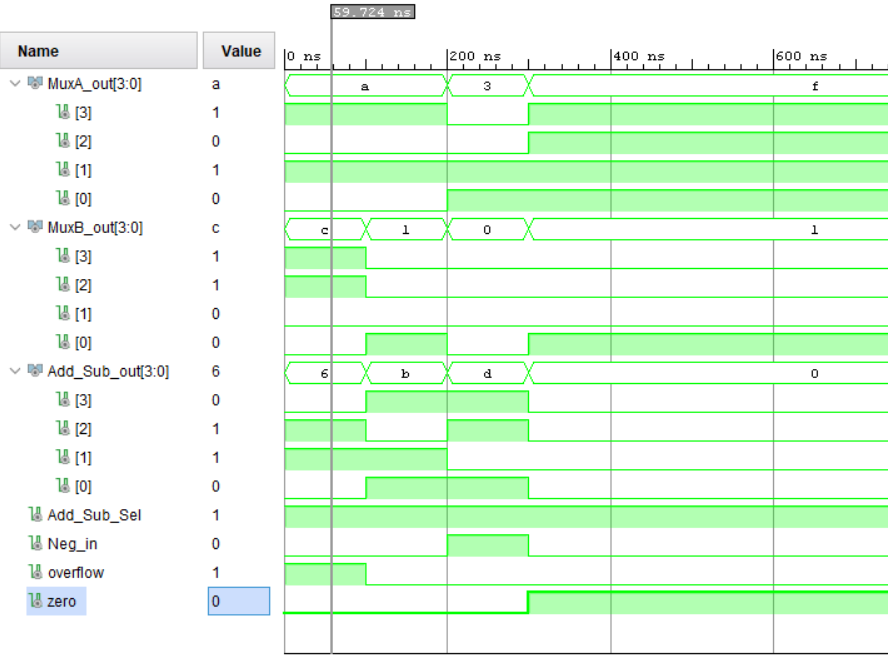 59.724 ns
Name Value 0 ns 200 ns 400 ns 600 ns
MuxA_out[3:0] a a 3 f
[3] 1
[2] 0
[1] 1
[0] 0
MuxB_out[3:0] c c 1 0 1
[3] 1
[2] 1
[1] 0
[0] 0
Add_Sub_out[3:0] 6 6 b d 0
[3] 0
[2] 1
[1] 1
[0] 0
Add_Sub_Sel 1
Neg_in 0
overflow 1
zero 0